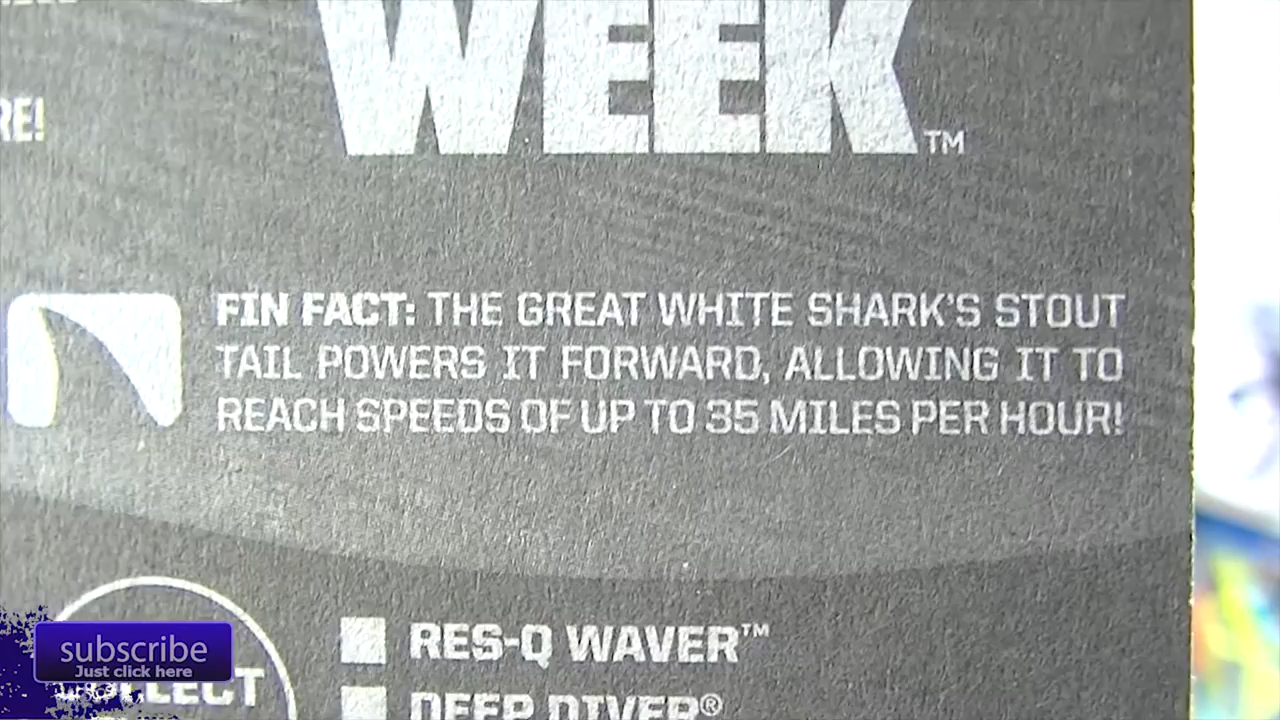 WEEK™
RE!
FIN FACT: THE GREAT WHITE SHARK'S STOUT
TAIL POWERS IT FORWARD, ALLOWING IT TO
REACH SPEEDS OF UP TO 35 MILES PER HOUR!
RES-Q WAVER™
subscribe
Just click here
DEEP DIVER®